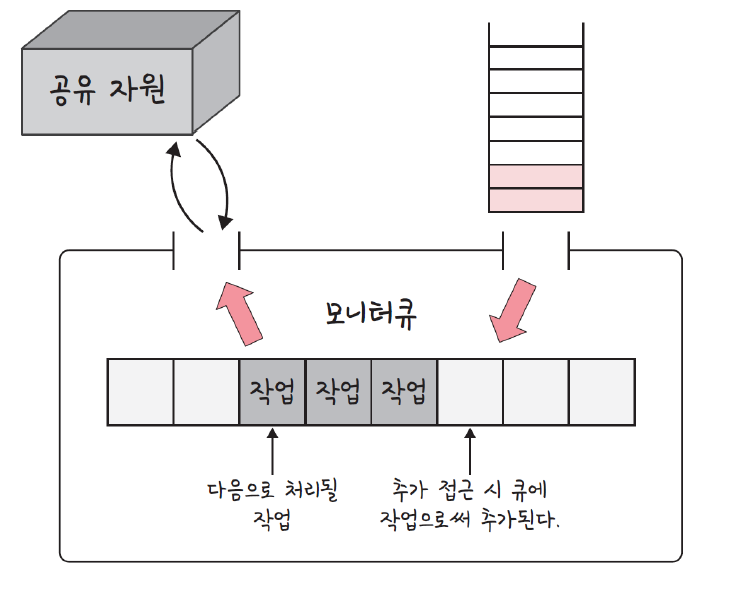 공유 자원
모니터큐
작업 작업 작업
다음으로 처리될
작업
추가 접근 시 큐에
작업으로써 추가된다.